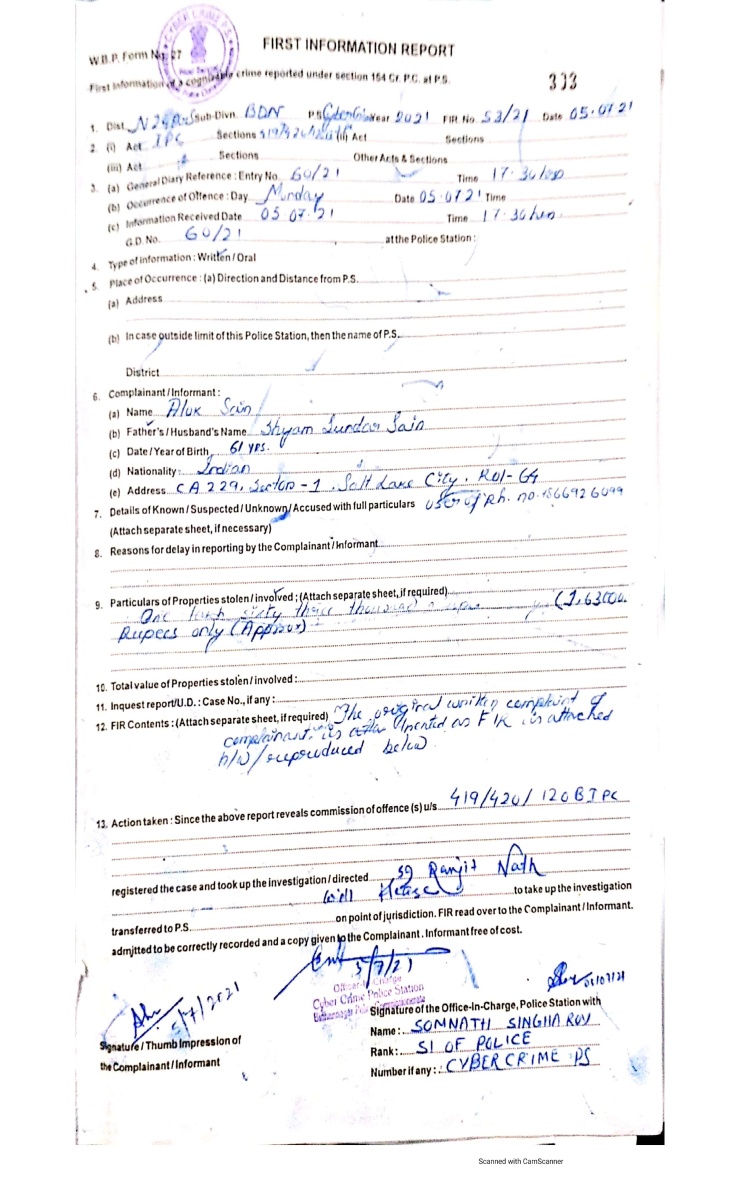 CYBER CRIME P.S.
W.B.P. Form No. 27
FIRST INFORMATION REPORT
First Information of a cognizable crime reported under section 154 Cr. P.C. at P.S.
1. Dist. N 24 Pgs Sub-Divn. BDN P.S. Year 2021 FIR No. 53/21 Date 05.07.21
2. (i) Act IPC Sections 419/420/120B (ii) Act Sections
(iii) Act Sections Other Acts & Sections
3. (a) General Diary Reference : Entry No. 60/21 Time 17.30 hrs
(b) Occurrence of Offence : Day Monday Date 05.07.21 Time
(c) Information Received Date 05.07.21 Time 17.30 hrs.
G.D. No. 60/21 at the Police Station :
4. Type of information : Written / Oral
5. Place of Occurrence : (a) Direction and Distance from P.S.
(a) Address
(b) In case outside limit of this Police Station, then the name of P.S.
District
6. Complainant / Informant :
(a) Name Alok Sain
(b) Father's / Husband's Name Shyam Sundar Sain
(c) Date / Year of Birth 61 yrs.
(d) Nationality : Indian
(e) Address CA 229, Sector - 1, Salt Lake City, Kol-64
7. Details of Known / Suspected / Unknown / Accused with full particulars User of Ph. no.
(Attach separate sheet, if necessary)
8. Reasons for delay in reporting by the Complainant / Informant
9. Particulars of Properties stolen / involved ; (Attach separate sheet, if required)
One lakh sixty three thousand (1,63000.
Rupees only (Approx)
10. Total value of Properties stolen / involved :
11. Inquest report/U.D. : Case No., if any :
12. FIR Contents : (Attach separate sheet, if required) The original written complaint of
complainant, is treated as FIR is attached
h/w / reproduced below
13. Action taken : Since the above report reveals commission of offence (s) u/s 419/420/120B IPC
registered the case and took up the investigation / directed SI Ranjit Nath
will to take up the investigation
transferred to P.S. on point of jurisdiction. FIR read over to the Complainant / Informant.
admitted to be correctly recorded and a copy given to the Complainant . Informant free of cost.
5/7/21
Officer-In-Charge
Cyber Crime Police Station
5/7/2021
05/07/21
Signature of the Office-In-Charge, Police Station with
Signature / Thumb Impression of
the Complainant / Informant
Name : SOMNATH SINGHA ROY
Rank : SI OF POLICE
Number if any : CYBER CRIME PS
Scanned with CamScanner